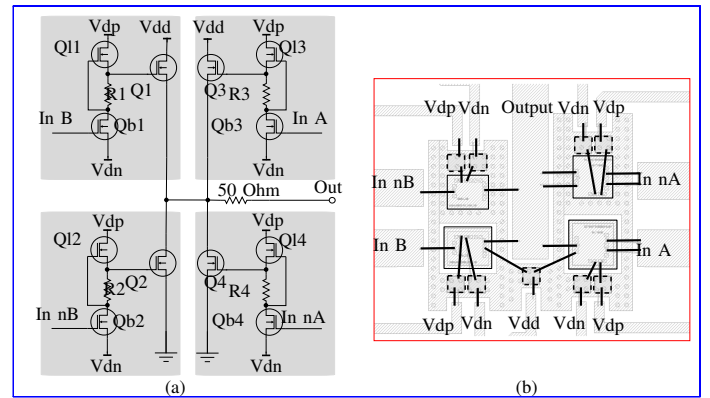 Vdp Vdd Vdd Vdp
Ql1 Ql3
R1 Q1 Q3 R3
In B Qb1 Qb3 In A
Vdn Vdn
50 Ohm Out
Vdp Vdp
Ql2 Ql4
R2 Q2 Q4 R4
In nB Qb2 Qb4 In nA
Vdn Vdn
(a)
Vdp Vdn Output Vdn Vdp
In nB In nA
In B In A
Vdp Vdn Vdd Vdn Vdp
(b)